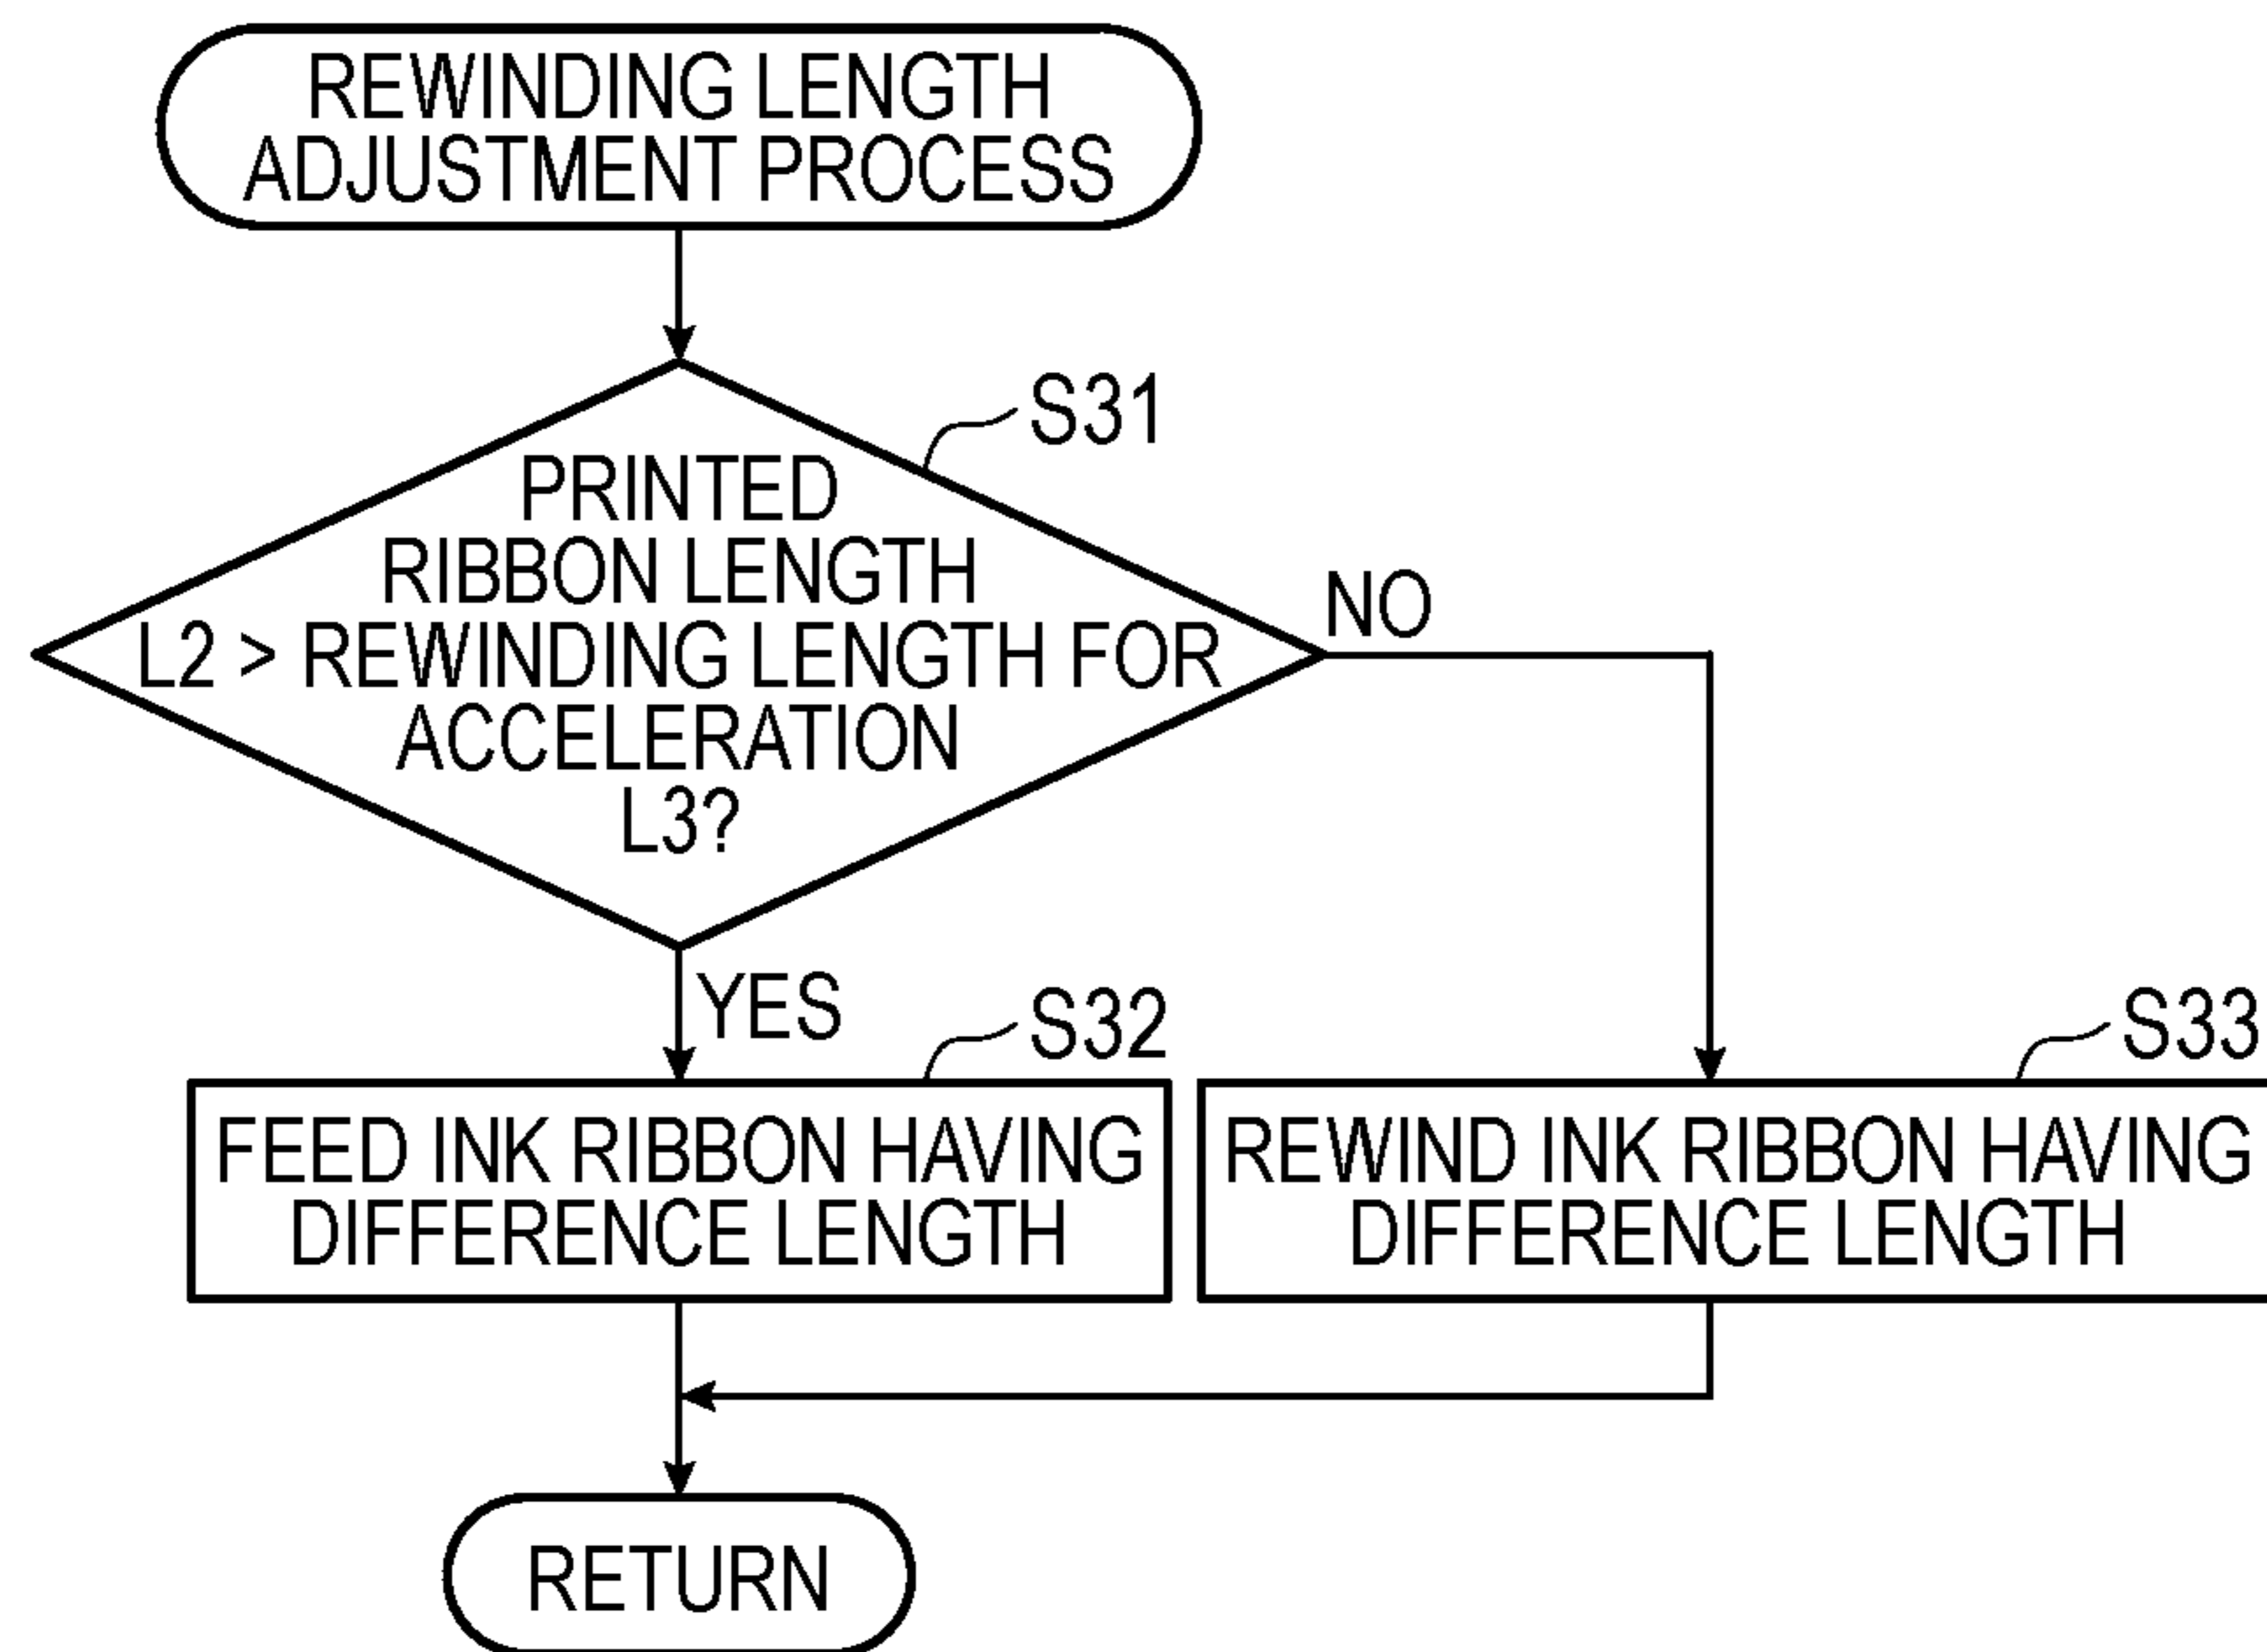 REWINDING LENGTH
ADJUSTMENT PROCESS
S31
PRINTED
RIBBON LENGTH
L2 > REWINDING LENGTH FOR
ACCELERATION
L3?
NO
YES
S32
S33
FEED INK RIBBON HAVING
DIFFERENCE LENGTH
REWIND INK RIBBON HAVING
DIFFERENCE LENGTH
RETURN